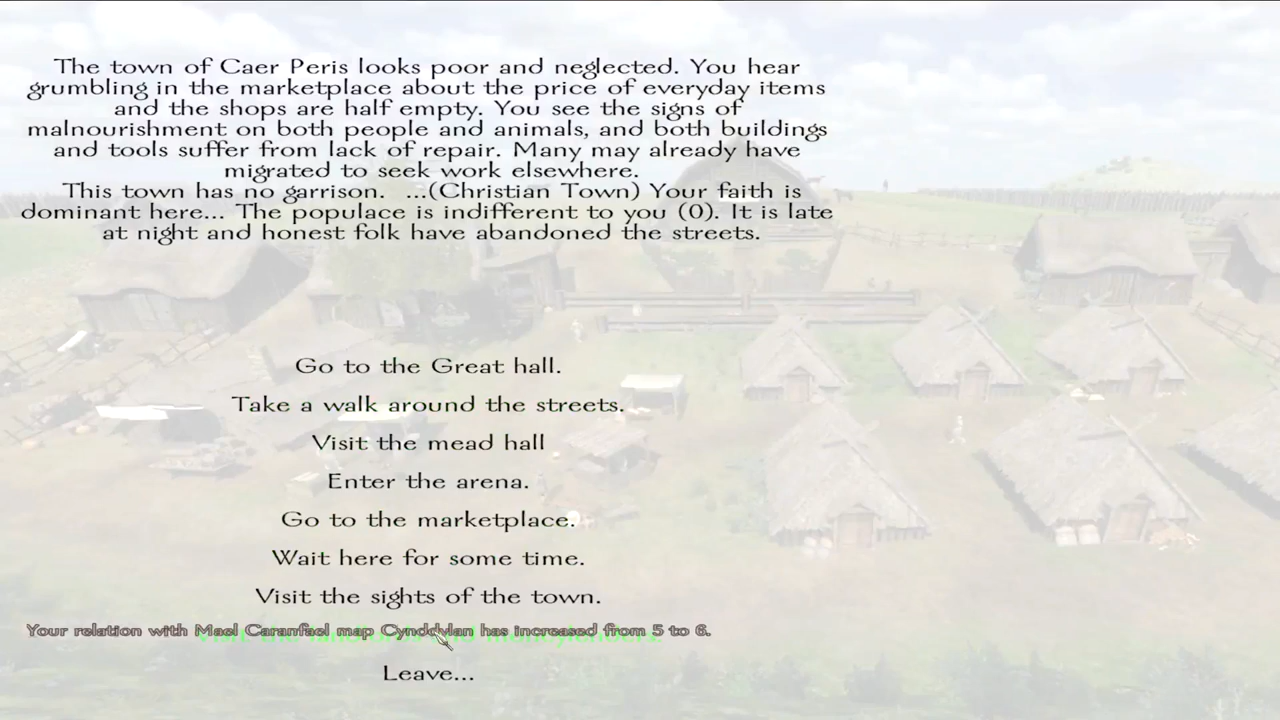 The town of Caer Peris looks poor and neglected. You hear
grumbling in the marketplace about the price of everyday items
and the shops are half empty. You see the signs of
malnourishment on both people and animals, and both buildings
and tools suffer from lack of repair. Many may already have
migrated to seek work elsewhere.
This town has no garrison. ...(Christian Town) Your faith is
dominant here... The populace is indifferent to you (0). It is late
at night and honest folk have abandoned the streets.
Go to the Great hall.
Take a walk around the streets.
Visit the mead hall
Enter the arena.
Go to the marketplace.
Wait here for some time.
Visit the sights of the town.
Your relation with Mael Caranfael map Cynddylan has increased from 5 to 6.
Visit the landlords and moneylenders.
Leave...